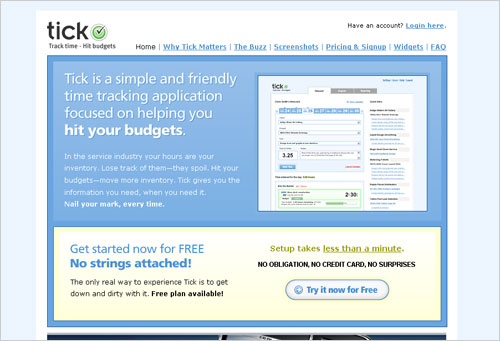 tick
Track time - Hit budgets
Have an account? Login here.
Home | Why Tick Matters | The Buzz | Screenshots | Pricing & Signup | Widgets | FAQ
Tick is a simple and friendly
time tracking application
focused on helping you
hit your budgets.
In the service industry your hours are your
inventory. Lose track of them—they spoil. Hit your
budgets—move more inventory. Tick gives you the
information you need, when you need it.
Nail your mark, every time.
tick
3.25
2:30
Get started now for FREE
No strings attached!
The only real way to experience Tick is to get
down and dirty with it. Free plan available!
Setup takes less than a minute.
NO OBLIGATION, NO CREDIT CARD, NO SURPRISES
Try it now for Free